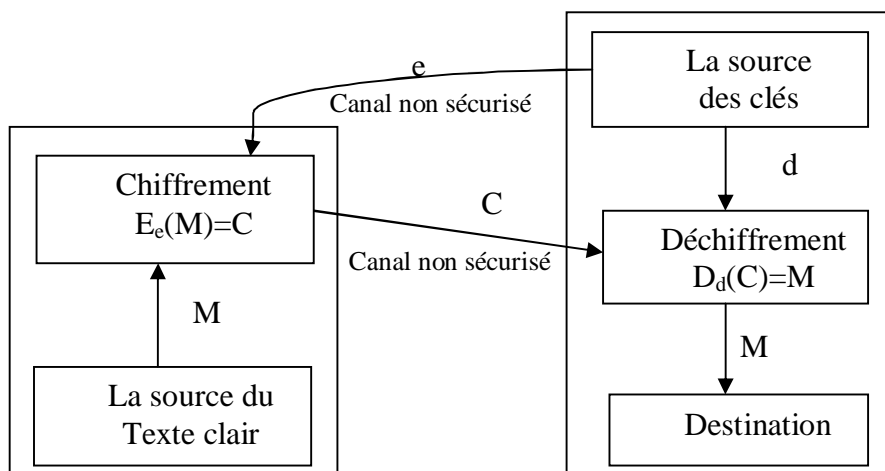 e
Canal non sécurisé
La source
des clés
d
Chiffrement
Eₑ(M)=C
C
Canal non sécurisé
Déchiffrement
D_d(C)=M
M
M
La source du
Texte clair
Destination